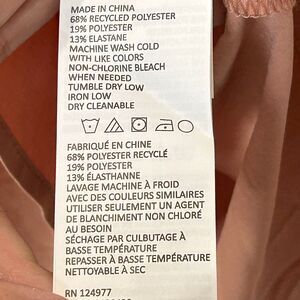 MADE IN CHINA
68% RECYCLED POLYESTER
19% POLYESTER
13% ELASTANE
MACHINE WASH COLD
WITH LIKE COLORS
NON-CHLORINE BLEACH
WHEN NEEDED
TUMBLE DRY LOW
IRON LOW
DRY CLEANABLE
FABRIQUÉ EN CHINE
68% POLYESTER RECYCLÉ
19% POLYESTER
13% ÉLASTHANNE
LAVAGE MACHINE À FROID
AVEC DES COULEURS SIMILAIRES
UTILISER SEULEMENT UN AGENT
DE BLANCHIMENT NON CHLORÉ
AU BESOIN
SÉCHAGE PAR CULBUTAGE À
BASSE TEMPÉRATURE
REPASSER À BASSE TEMPÉRATURE
NETTOYABLE À SEC
RN 124977